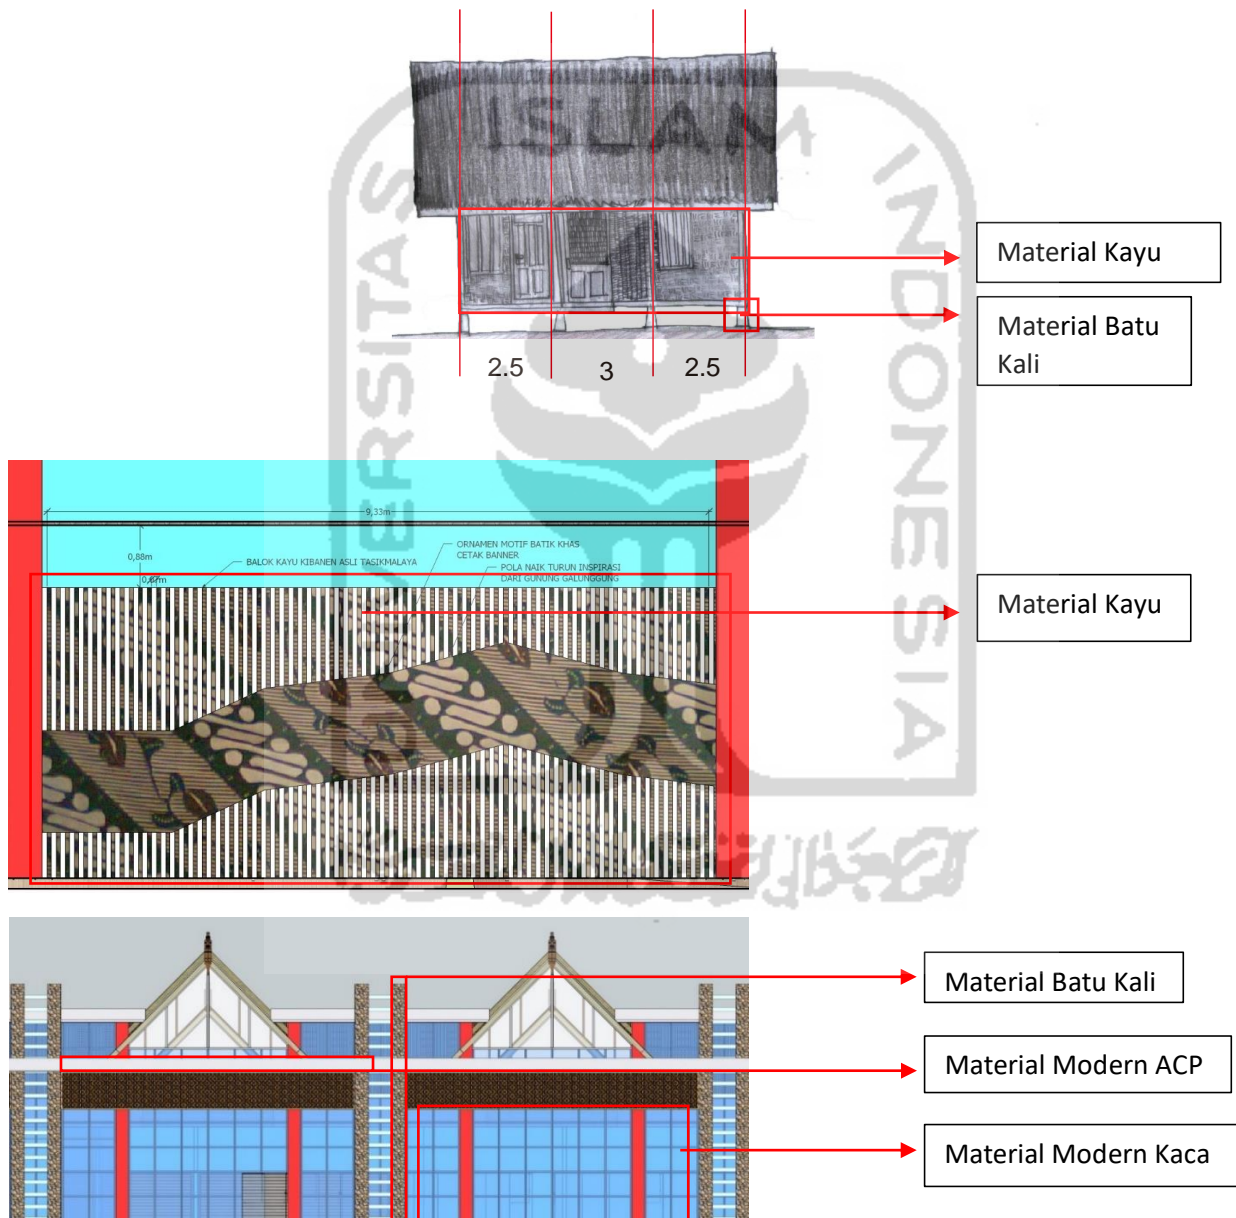 UNIVERSITAS ISLAM INDONESIA
Material Kayu
Material Batu
Kali
2.5
3
2.5
9,33m
0,88m
0,07m
BALOK KAYU KIBANEN ASLI TASIKMALAYA
ORNAMEN MOTIF BATIK KHAS
CETAK BANNER
POLA NAIK TURUN INSPIRASI
DARI GUNUNG GALUNGGUNG
Material Kayu
Material Batu Kali
Material Modern ACP
Material Modern Kaca